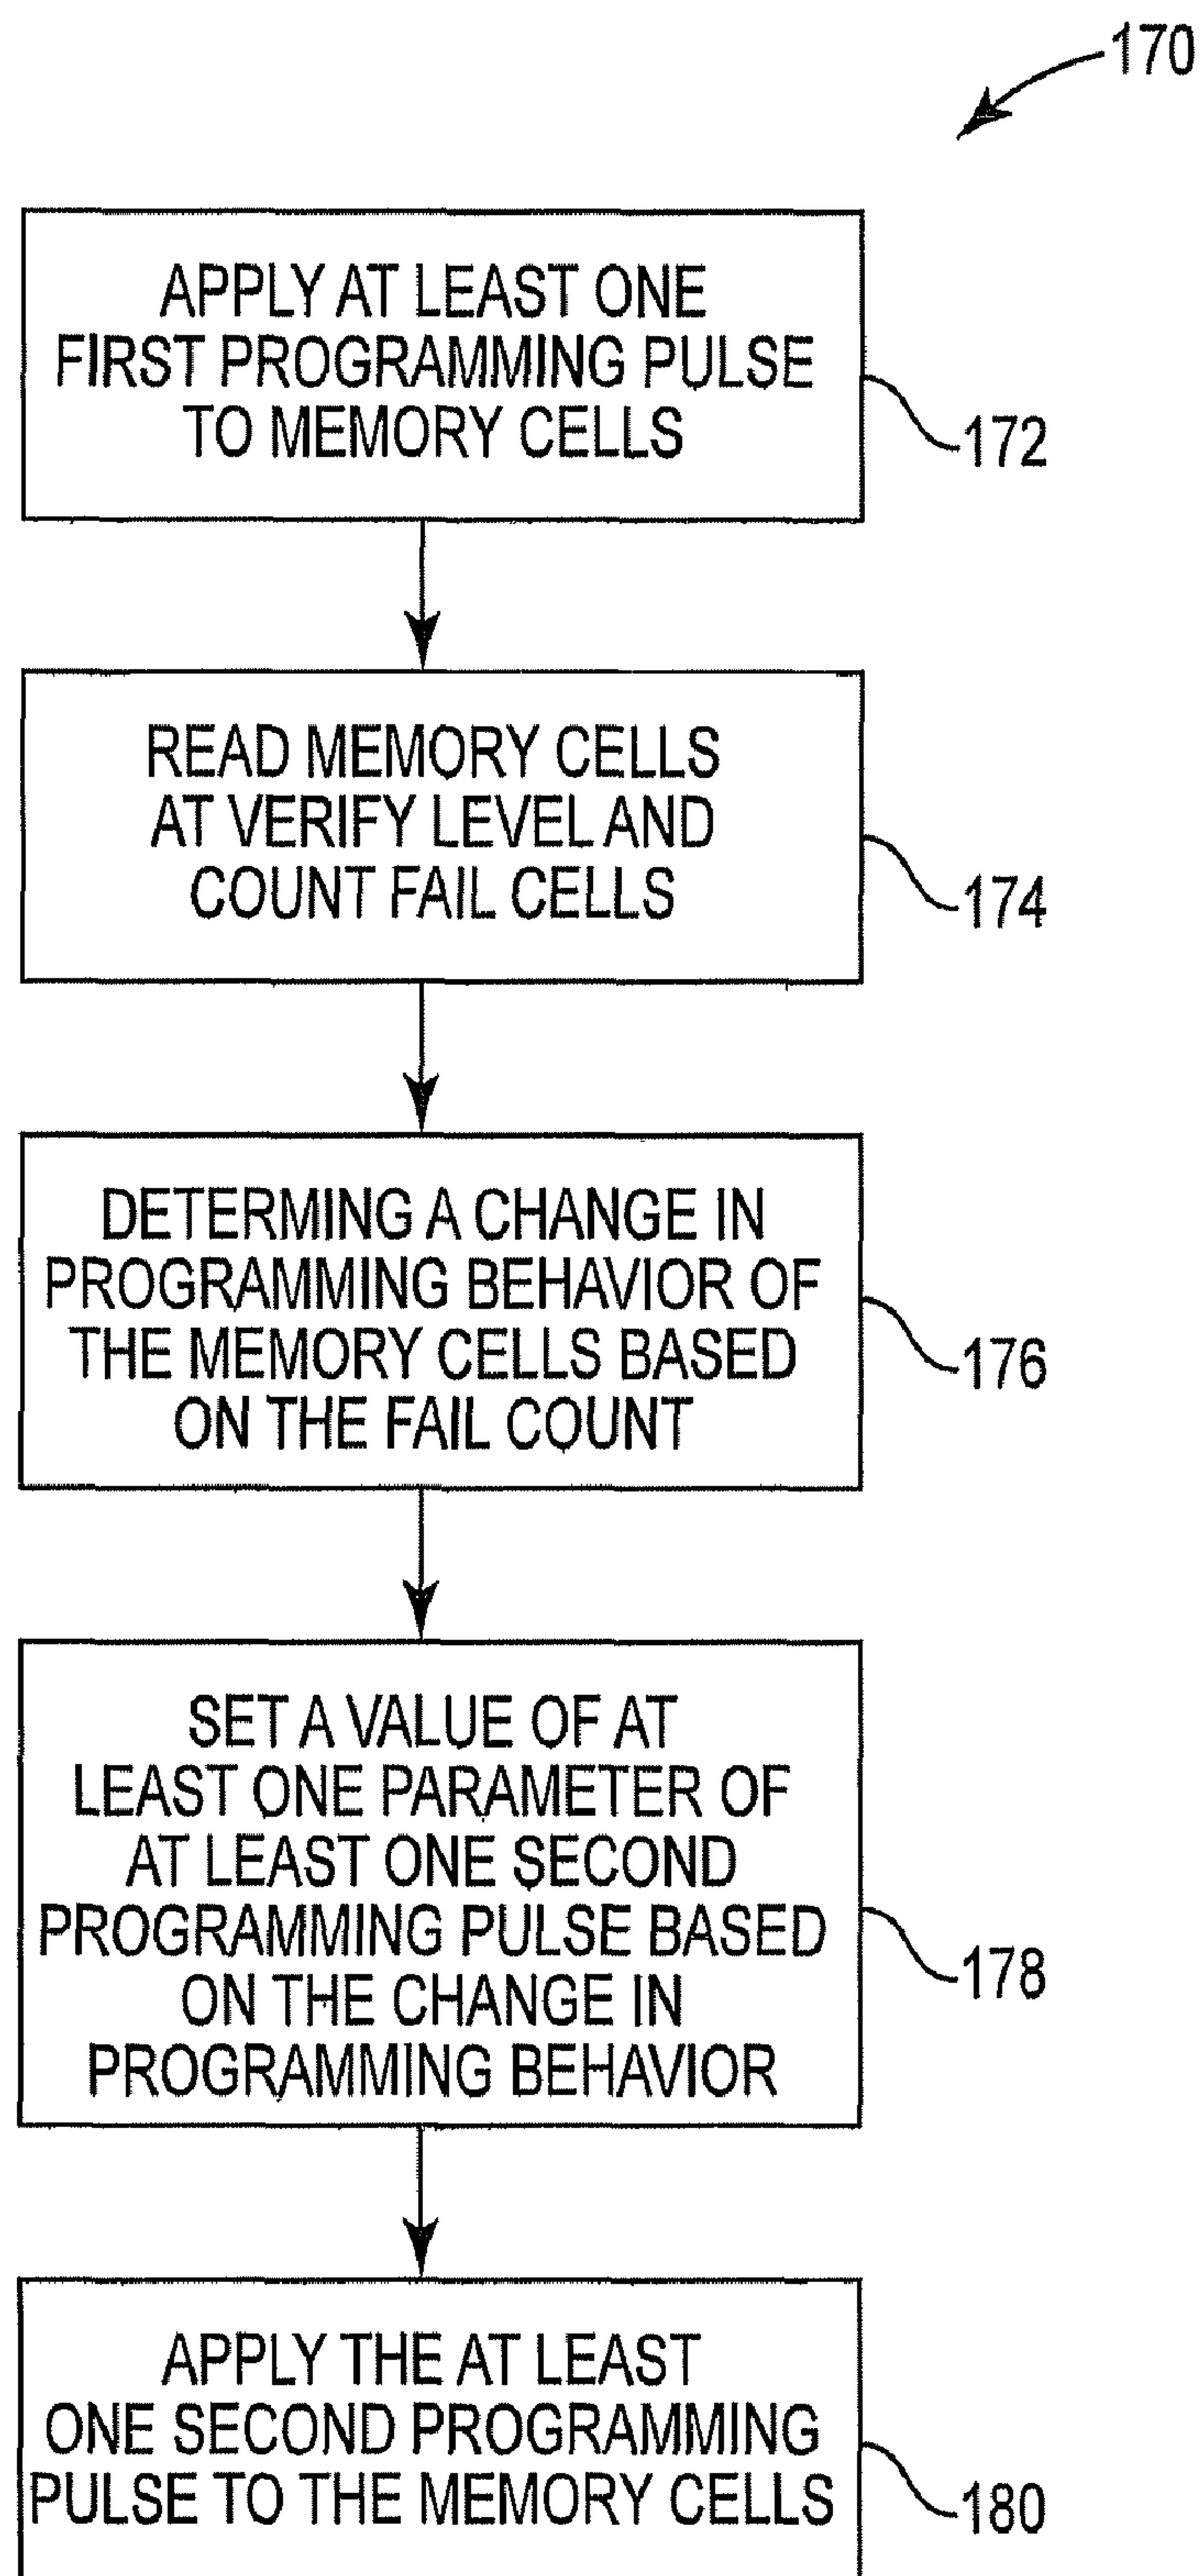 170
APPLY AT LEAST ONE
FIRST PROGRAMMING PULSE
TO MEMORY CELLS
172
READ MEMORY CELLS
AT VERIFY LEVEL AND
COUNT FAIL CELLS
174
DETERMING A CHANGE IN
PROGRAMMING BEHAVIOR OF
THE MEMORY CELLS BASED
ON THE FAIL COUNT
176
SET A VALUE OF AT
LEAST ONE PARAMETER OF
AT LEAST ONE SECOND
PROGRAMMING PULSE BASED
ON THE CHANGE IN
PROGRAMMING BEHAVIOR
178
APPLY THE AT LEAST
ONE SECOND PROGRAMMING
PULSE TO THE MEMORY CELLS
180